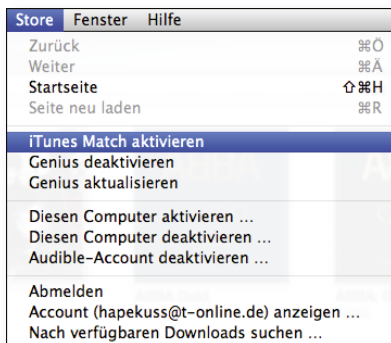 Store Fenster Hilfe
Zurück ⌘Ö
Weiter ⌘Ä
Startseite ⇧⌘H
Seite neu laden ⌘R
iTunes Match aktivieren
Genius deaktivieren
Genius aktualisieren
Diesen Computer aktivieren ...
Diesen Computer deaktivieren ...
Audible-Account deaktivieren ...
Abmelden
Account (hapekuss@t-online.de) anzeigen ...
Nach verfügbaren Downloads suchen ...